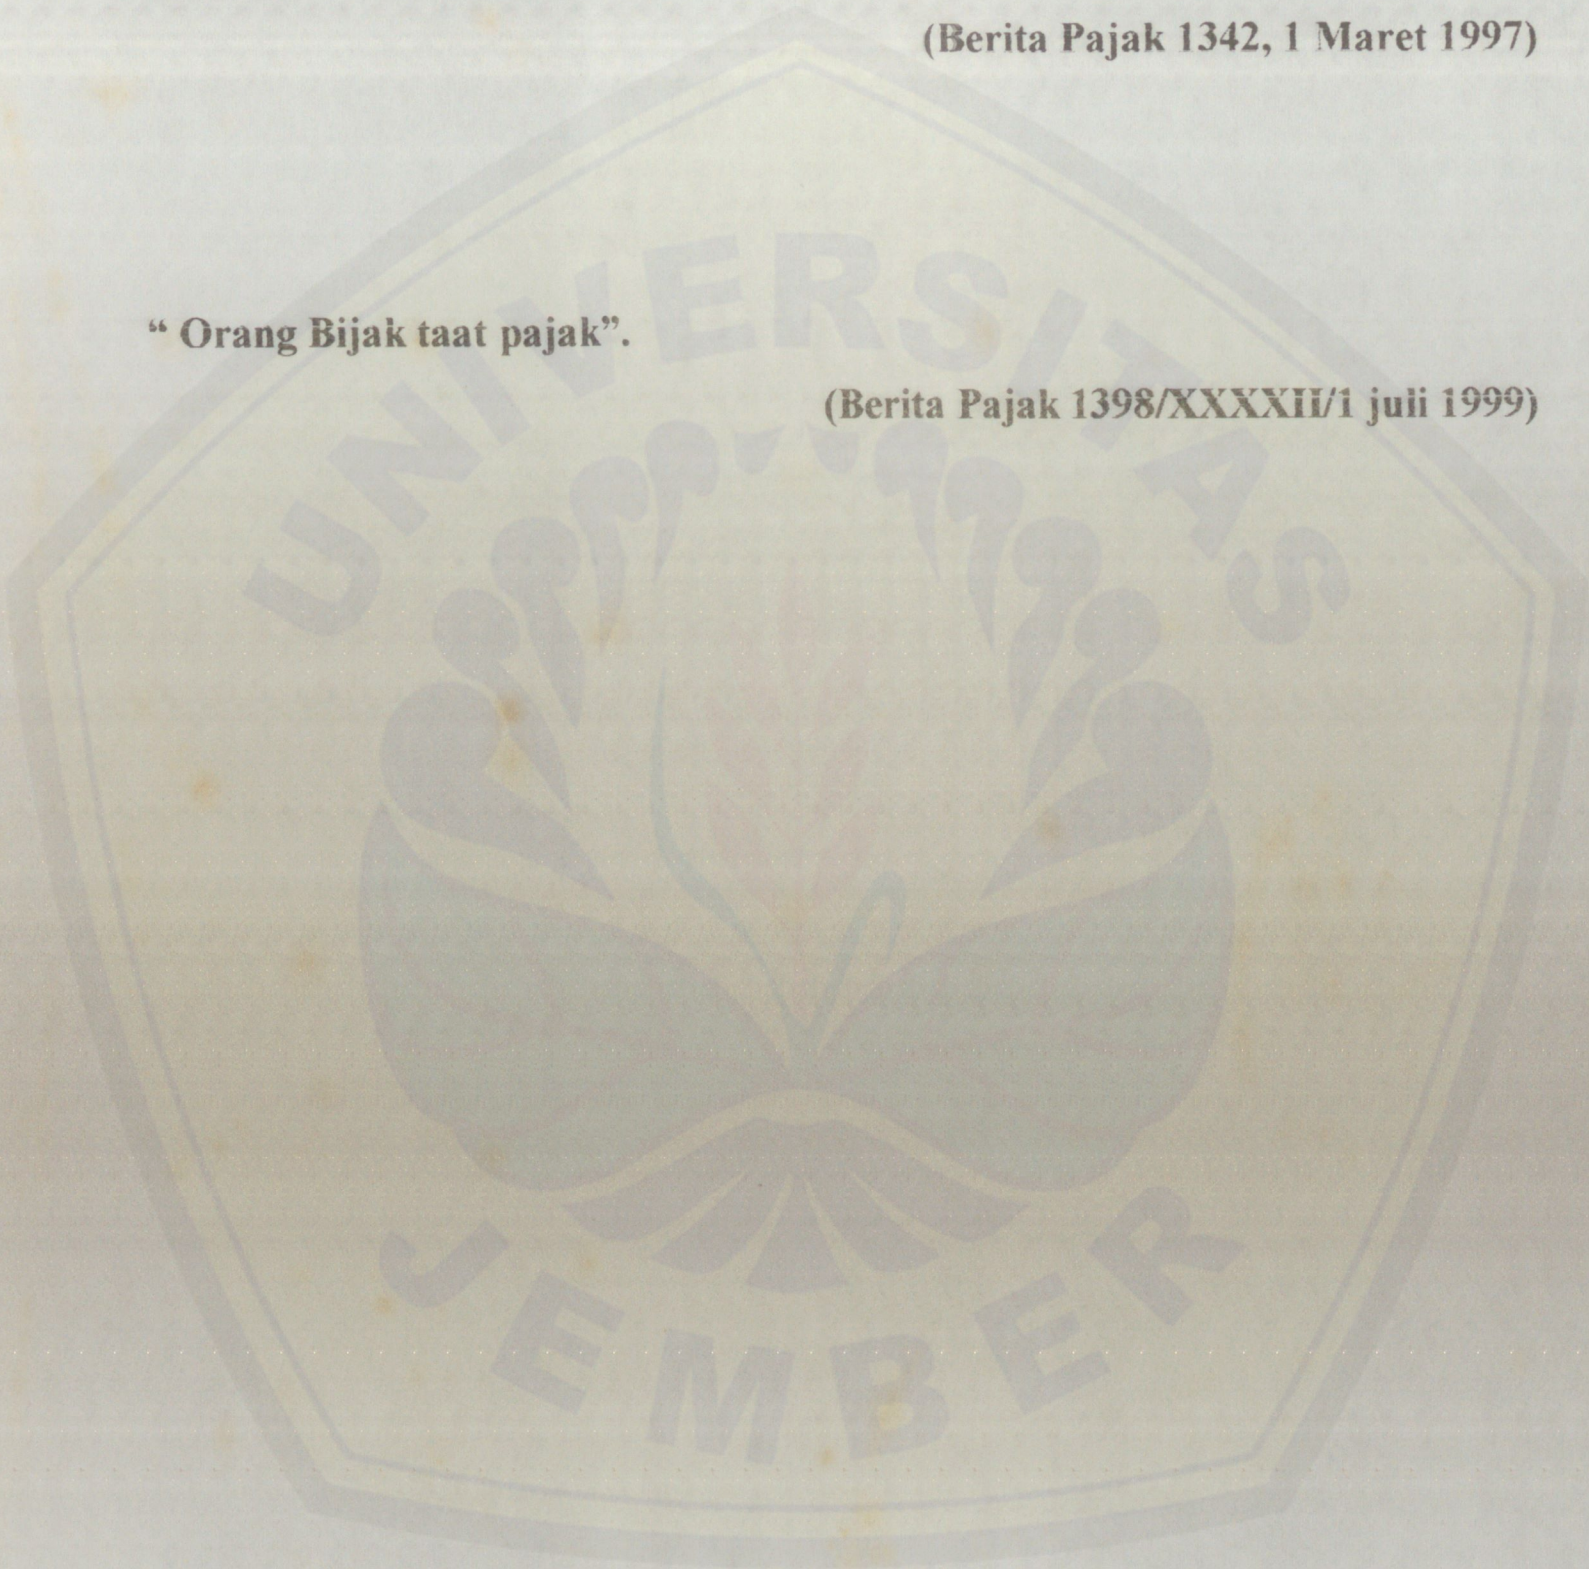 (Berita Pajak 1342, 1 Maret 1997)
“ Orang Bijak taat pajak”.
(Berita Pajak 1398/XXXXII/1 juli 1999)
UNIVERSITAS
JEMBER